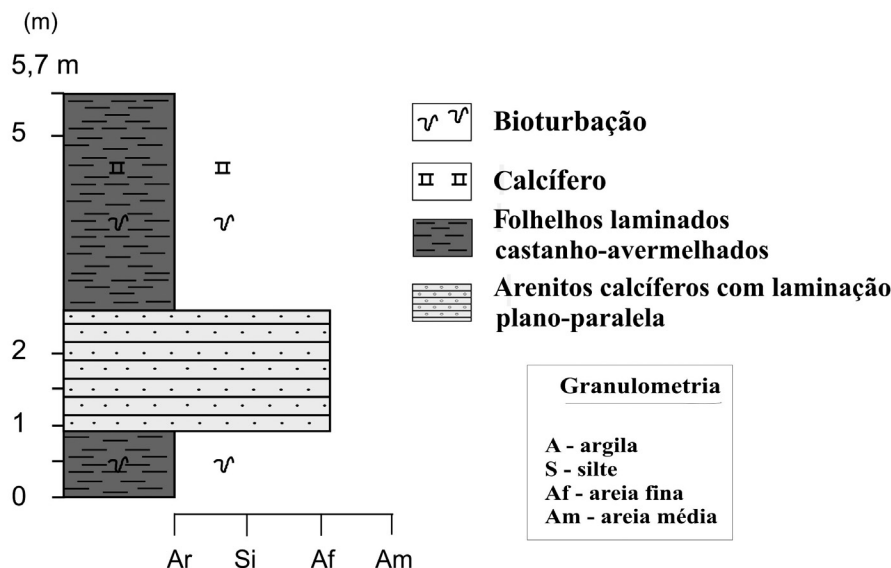 (m)
5,7 m
5
2
1
0
Ar Si Af Am
Bioturbação
Calcífero
Folhelhos laminados
castanho-avermelhados
Arenitos calcíferos com laminação
plano-paralela
Granulometria
A - argila
S - silte
Af - areia fina
Am - areia média